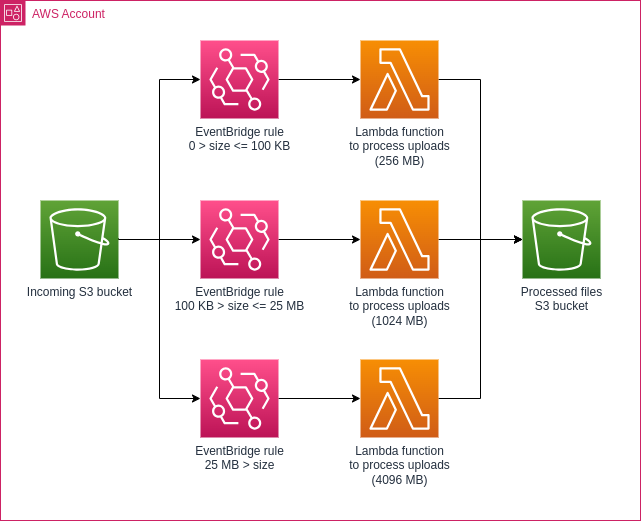 AWS Account
EventBridge rule
0 > size <= 100 KB
Lambda function
to process uploads
(256 MB)
Incoming S3 bucket
EventBridge rule
100 KB > size <= 25 MB
Lambda function
to process uploads
(1024 MB)
Processed files
S3 bucket
EventBridge rule
25 MB > size
Lambda function
to process uploads
(4096 MB)